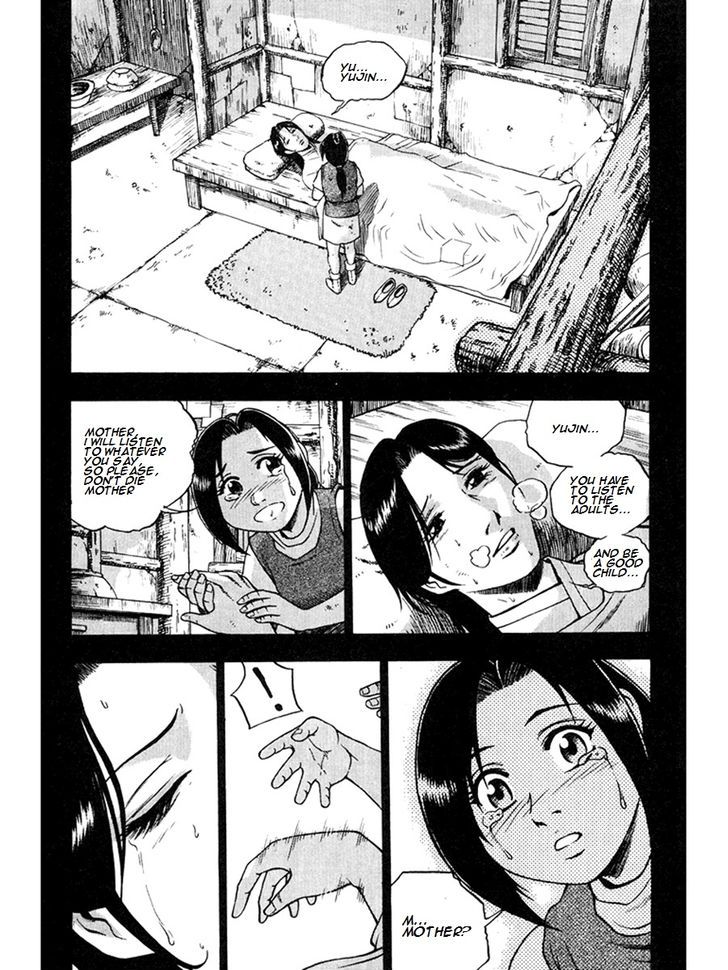 YU...
YUJIN...
YUJIN...
YOU HAVE
TO LISTEN
TO THE
ADULTS...
AND BE
A GOOD
CHILD...
MOTHER,
I WILL LISTEN
TO WHATEVER
YOU SAY
SO PLEASE,
DON'T DIE
MOTHER
M...
MOTHER?
!